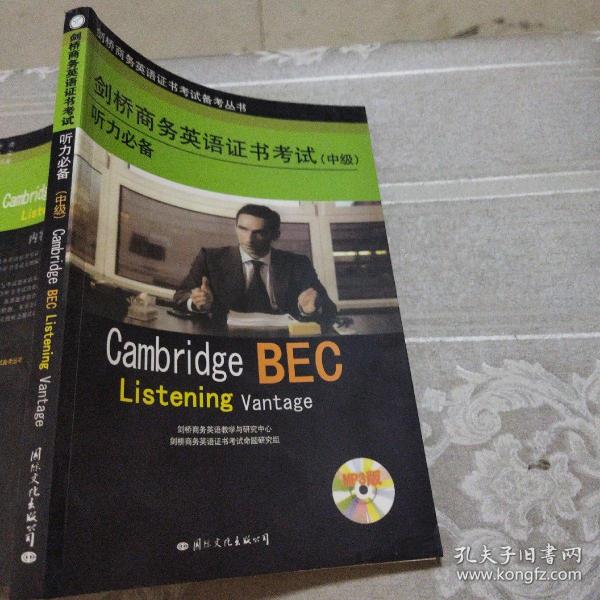 剑桥商务英语证书考试备考丛书
剑桥商务英语证书考试(中级)
听力必备
Cambridge BEC
Listening Vantage
剑桥商务英语教学与研究中心
剑桥商务英语证书考试命题研究组
MP3版
国际文化出版公司
剑桥商务英语证书考试 听力必备 (中级) Cambridge BEC Listening Vantage 国际文化出版公司
Cambrid
Listen
孔夫子旧书网
www.kongfz.com